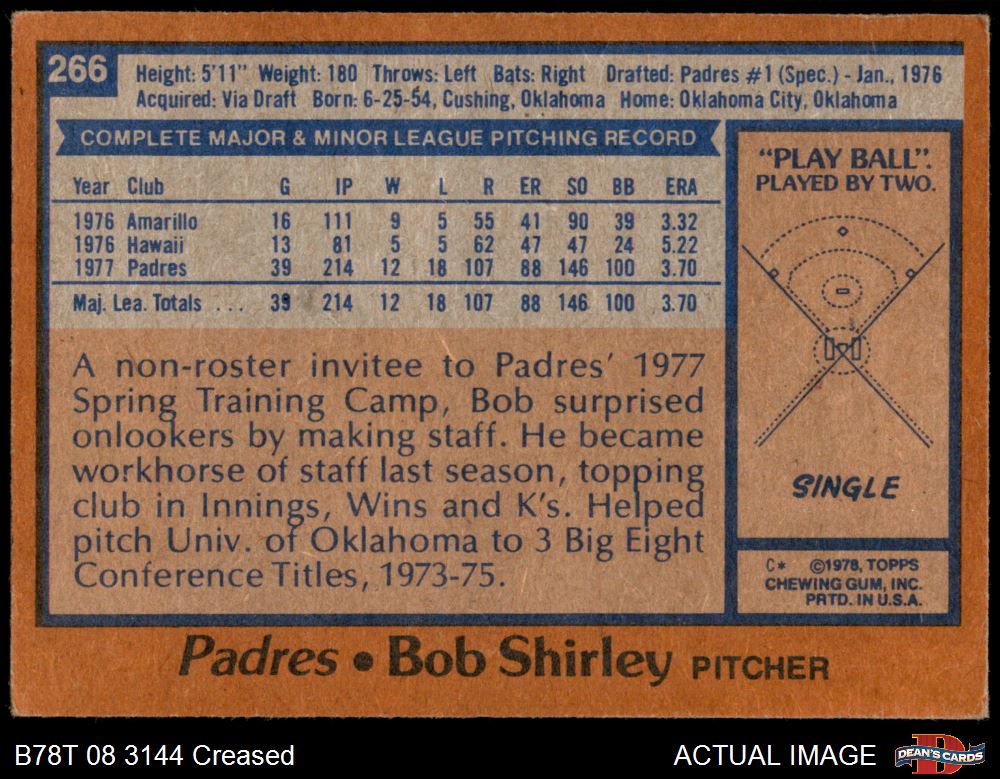 266
Height: 5'11" Weight: 180 Throws: Left Bats: Right Drafted: Padres #1 (Spec.) - Jan., 1976
Acquired: Via Draft Born: 6-25-54, Cushing, Oklahoma Home: Oklahoma City, Oklahoma
COMPLETE MAJOR & MINOR LEAGUE PITCHING RECORD
Year Club G IP W L R ER SO BB ERA
1976 Amarillo 16 111 9 5 55 41 90 39 3.32
1976 Hawaii 13 81 5 5 62 47 47 24 5.22
1977 Padres 39 214 12 18 107 88 146 100 3.70
Maj. Lea. Totals . . . 39 214 12 18 107 88 146 100 3.70
A non-roster invitee to Padres' 1977
Spring Training Camp, Bob surprised
onlookers by making staff. He became
workhorse of staff last season, topping
club in Innings, Wins and K's. Helped
pitch Univ. of Oklahoma to 3 Big Eight
Conference Titles, 1973-75.
"PLAY BALL".
PLAYED BY TWO.
SINGLE
C* ©1978, TOPPS
CHEWING GUM, INC.
PRTD. IN U.S.A.
Padres • Bob Shirley PITCHER
B78T 08 3144 Creased
ACTUAL IMAGE
DEAN'S CARDS